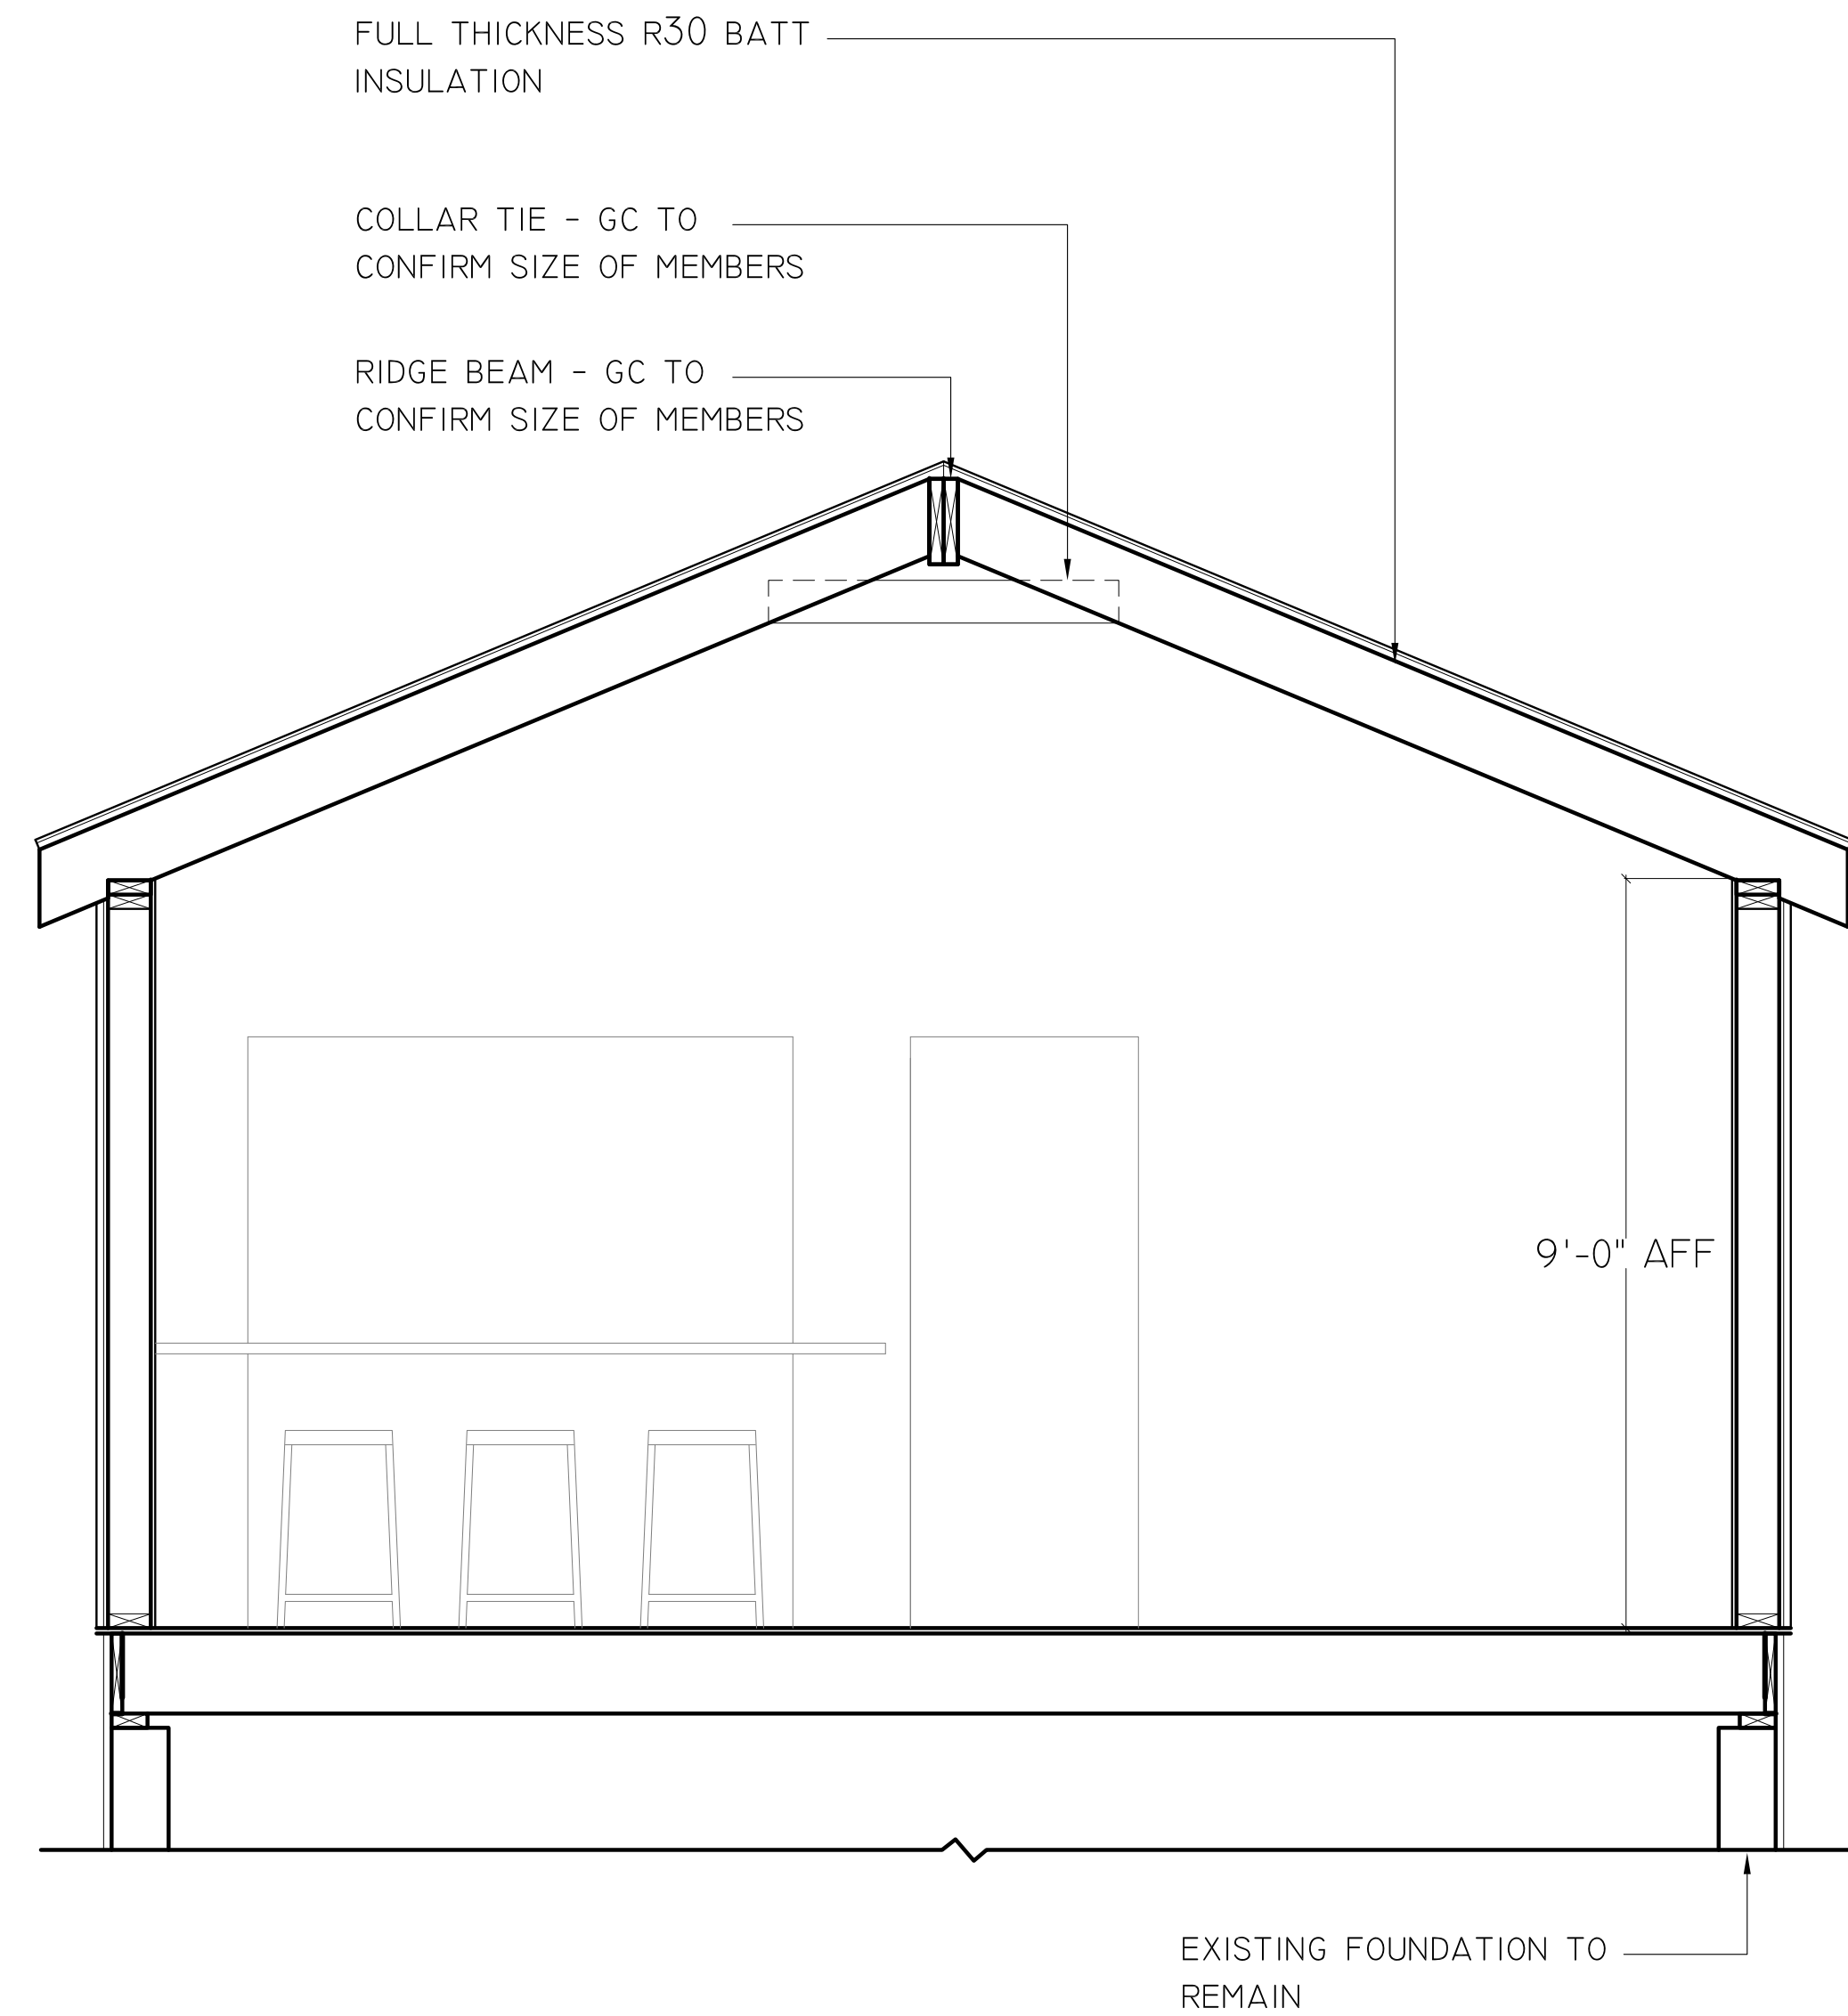 FULL THICKNESS R30 BATT
INSULATION
COLLAR TIE - GC TO
CONFIRM SIZE OF MEMBERS
RIDGE BEAM - GC TO
CONFIRM SIZE OF MEMBERS
9'-0" AFF
EXISTING FOUNDATION TO
REMAIN